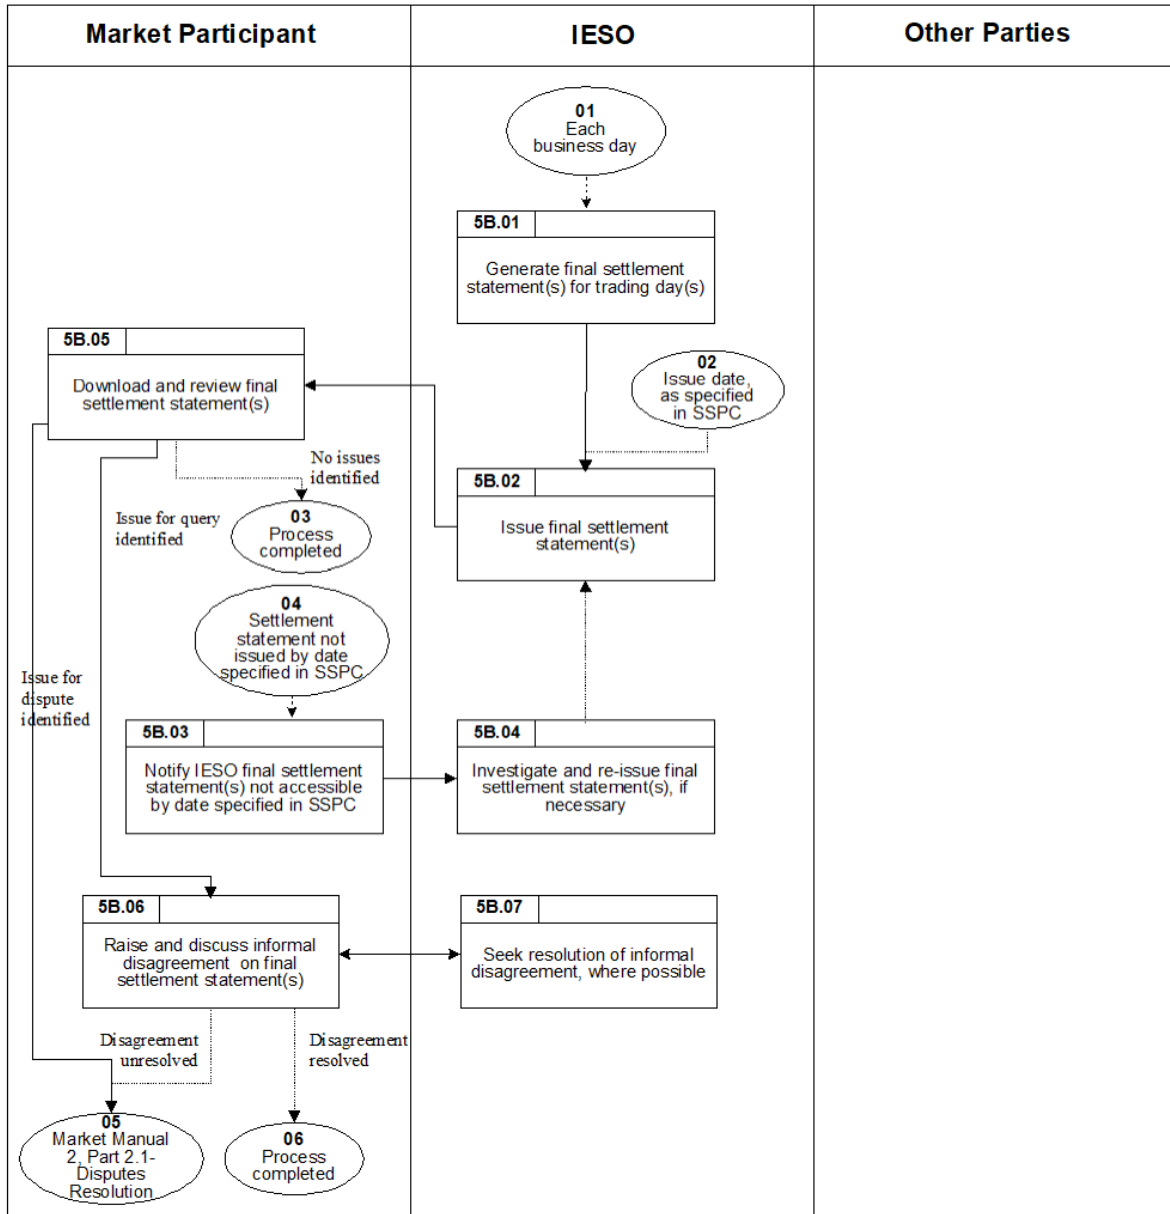 Market Participant
IESO
Other Parties
01
Each
business day
5B.01
Generate final settlement
statement(s) for trading day(s)
5B.05
Download and review final
settlement statement(s)
02
Issue date,
as specified
in SSPC
No issues
identified
5B.02
Issue final settlement
statement(s)
Issue for query
identified
03
Process
completed
04
Settlement
statement not
issued by date
specified in SSPC
Issue for
dispute
identified
5B.03
Notify IESO final settlement
statement(s) not accessible
by date specified in SSPC
5B.04
Investigate and re-issue final
settlement statement(s), if
necessary
5B.06
Raise and discuss informal
disagreement on final
settlement statement(s)
5B.07
Seek resolution of informal
disagreement, where possible
Disagreement
unresolved
Disagreement
resolved
05
Market Manual
2, Part 2.1-
Disputes
Resolution
06
Process
completed